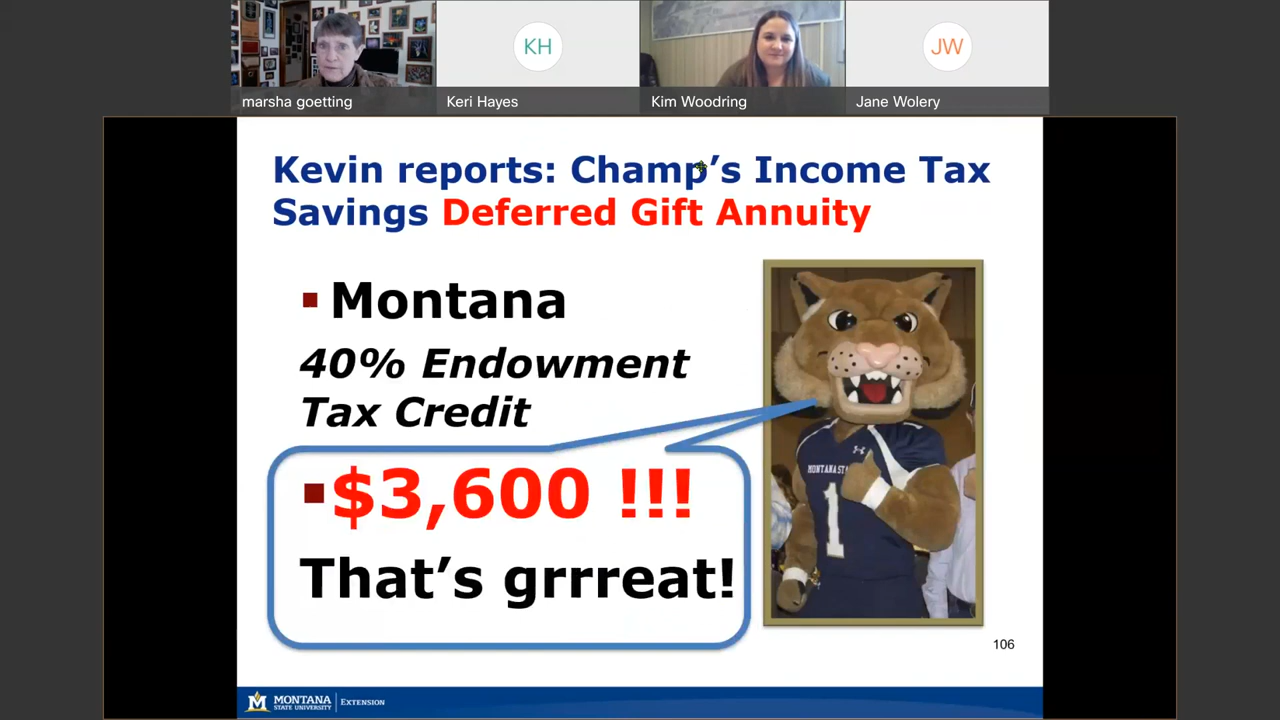 KH
JW
marsha goetting
Keri Hayes
Kim Woodring
Jane Wolery
Kevin reports: Champ’s Income Tax
Savings Deferred Gift Annuity
Montana
40% Endowment
Tax Credit
$3,600 !!!
That’s grrreat!
MONTANA STA
1
106
M
MONTANA
STATE UNIVERSITY
EXTENSION